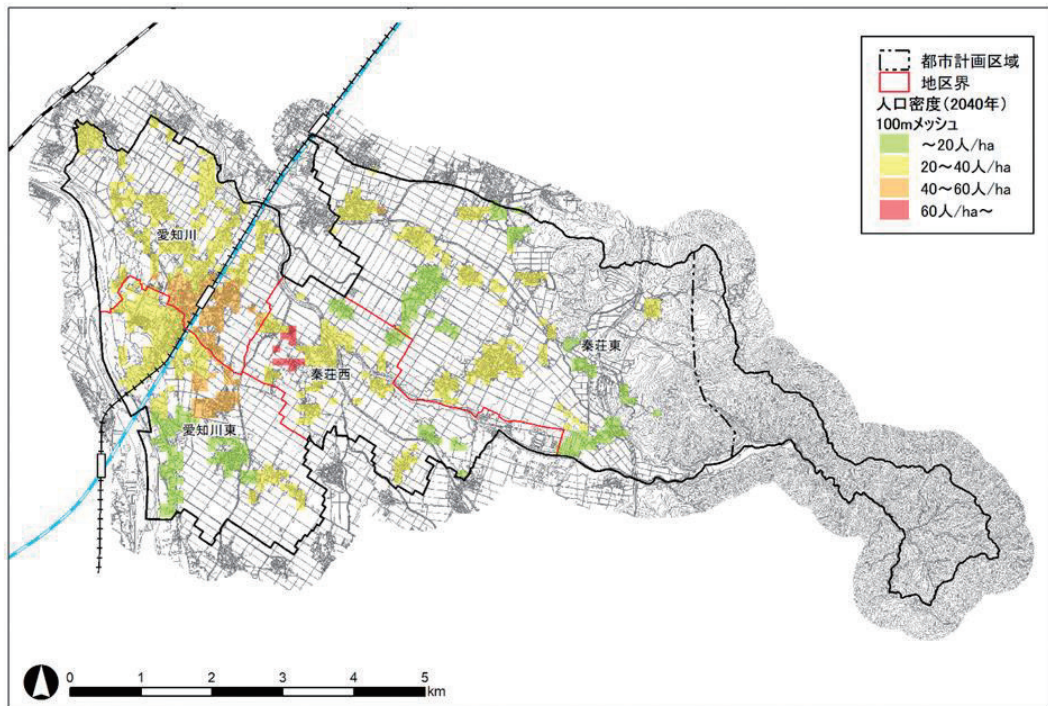 都市計画区域
地区界
人口密度(2040年)
100mメッシュ
～20人/ha
20～40人/ha
40～60人/ha
60人/ha～
愛知川
秦荘東
秦荘西
愛知川東
0 1 2 3 4 5
km